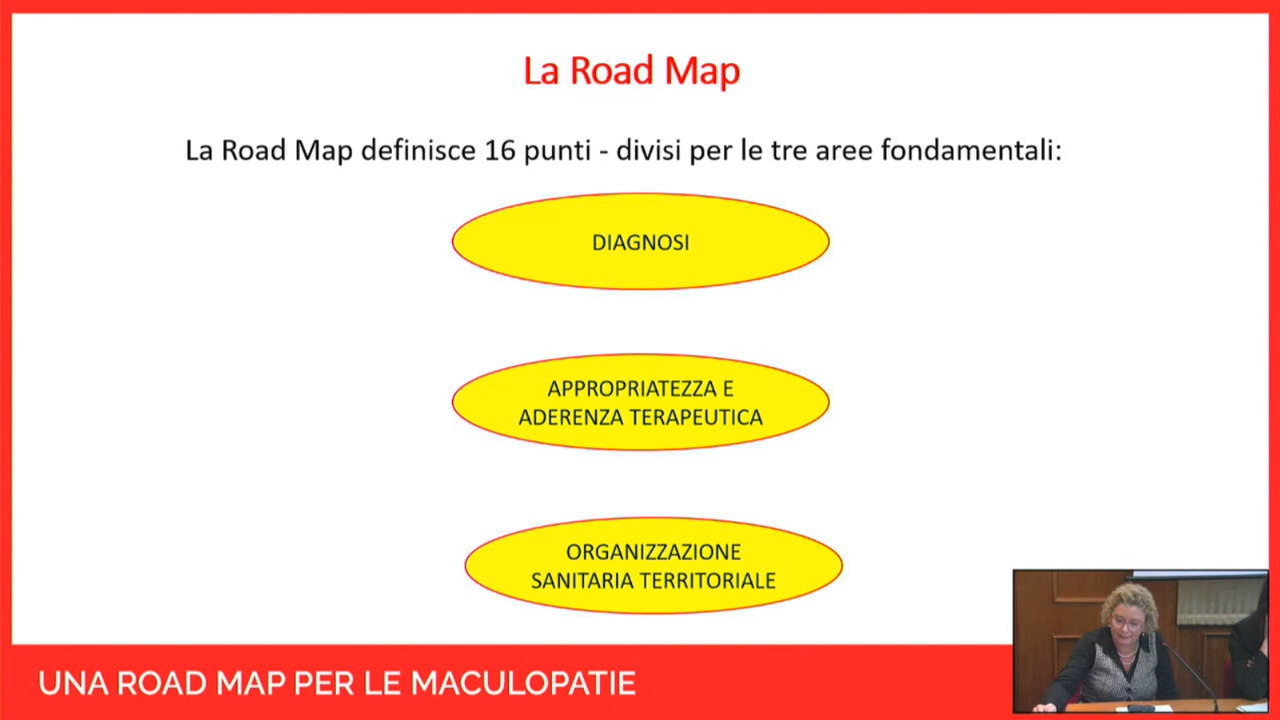 La Road Map
La Road Map definisce 16 punti - divisi per le tre aree fondamentali:
DIAGNOSI
APPROPRIATEZZA E
ADERENZA TERAPEUTICA
ORGANIZZAZIONE
SANITARIA TERRITORIALE
UNA ROAD MAP PER LE MACULOPATIE